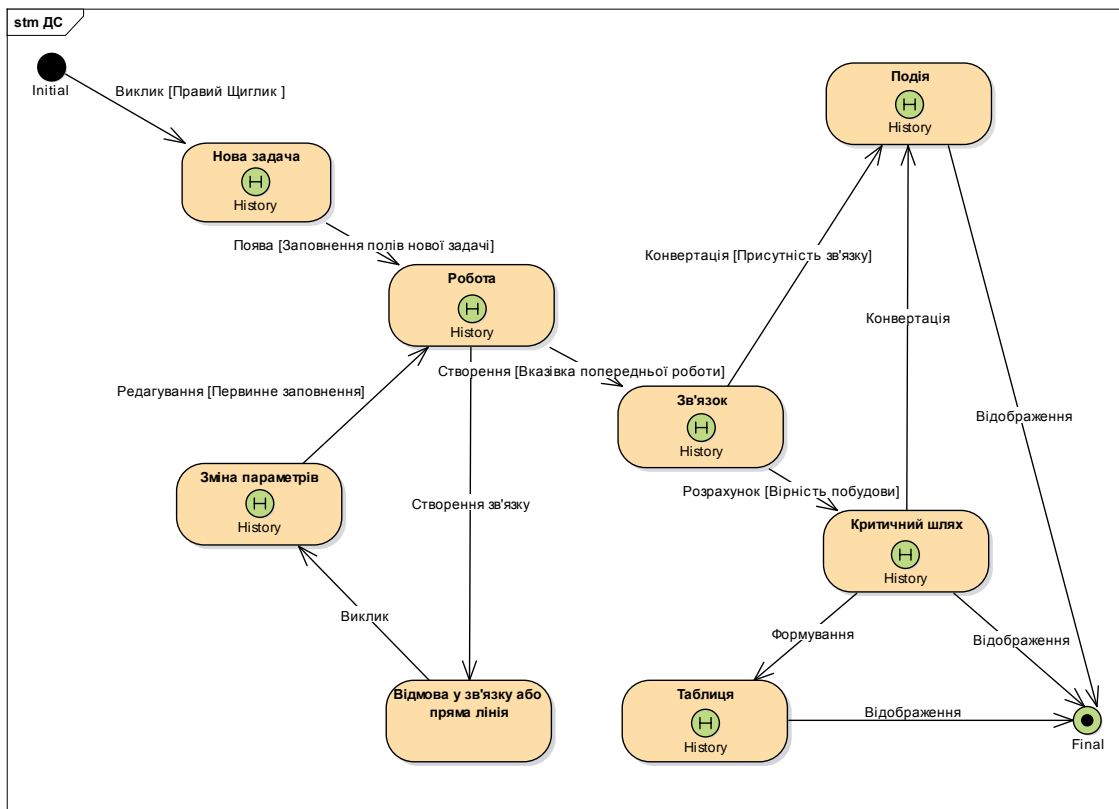 stm ДС
Initial
Виклик [Правий Щиглик ]
Подія
History
Нова задача
History
Поява [Заповнення полів нової задачі]
Конвертація [Присутність зв'язку]
Робота
History
Конвертація
Створення [Вказівка попередньої роботи]
Редагування [Первинне заповнення]
Зв'язок
History
Відображення
Зміна параметрів
History
Розрахунок [Вірність побудови]
Створення зв'язку
Критичний шлях
History
Виклик
Формування
Відображення
Відмова у зв'язку або
пряма лінія
Таблиця
History
Відображення
Final